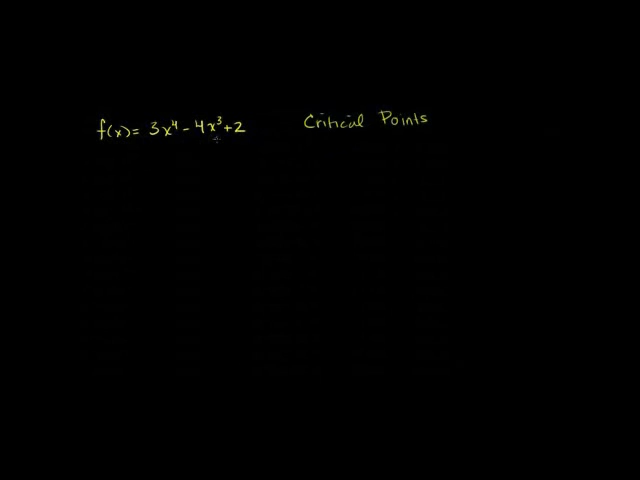 f(x) = 3x⁴ - 4x³ + 2 Critical Points